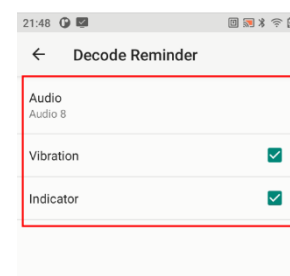 21:48
Decode Reminder
Audio
Audio 8
Vibration
Indicator